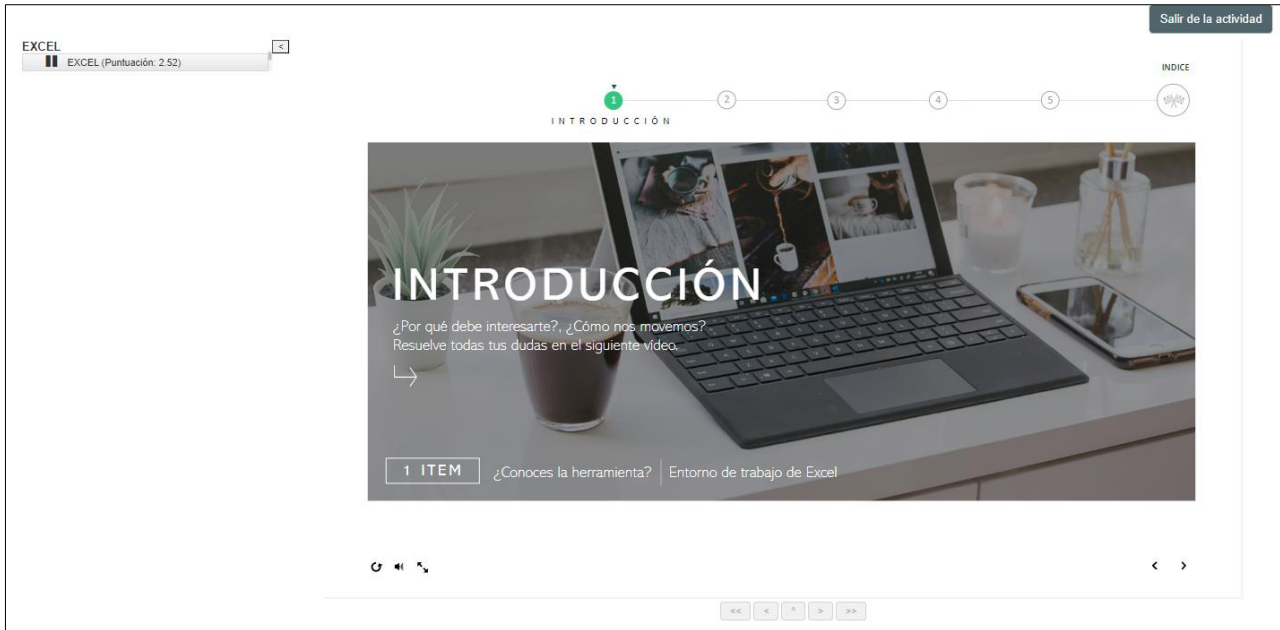 Salir de la actividad
EXCEL
<
EXCEL (Puntuación: 2.52)
INDICE
1
2
3
4
5
INTRODUCCIÓN
INTRODUCCIÓN
¿Por qué debe interesarte?, ¿Cómo nos movemos?
Resuelve todas tus dudas en el siguiente vídeo.
1 ITEM
¿Conoces la herramienta?
Entorno de trabajo de Excel
<< < ^ > >>